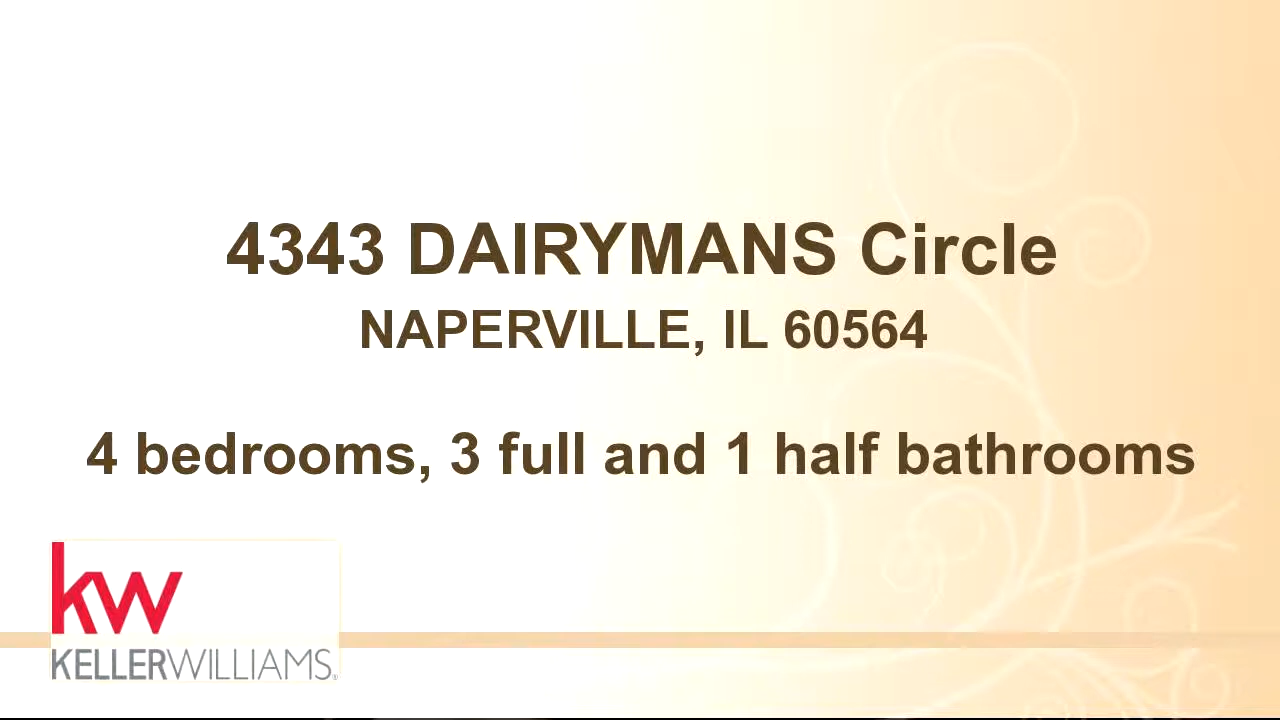 4343 DAIRYMANS Circle
NAPERVILLE, IL 60564
4 bedrooms, 3 full and 1 half bathrooms
kw
KELLERWILLIAMS®